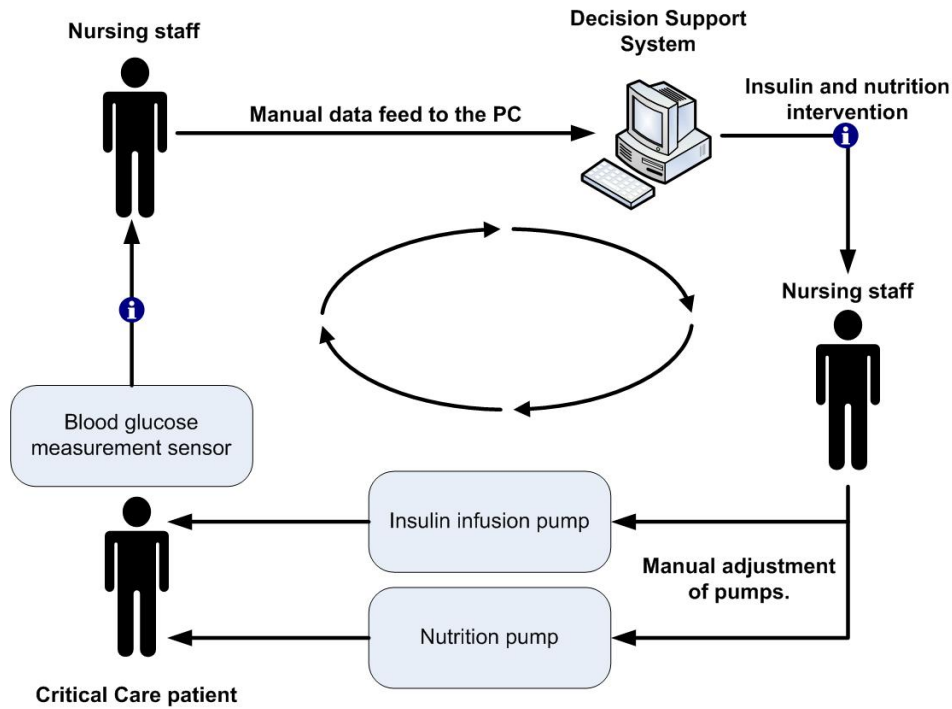 Nursing staff
Decision Support
System
Manual data feed to the PC
Insulin and nutrition
intervention
i
Nursing staff
i
Blood glucose
measurement sensor
Insulin infusion pump
Manual adjustment
of pumps.
Nutrition pump
Critical Care patient